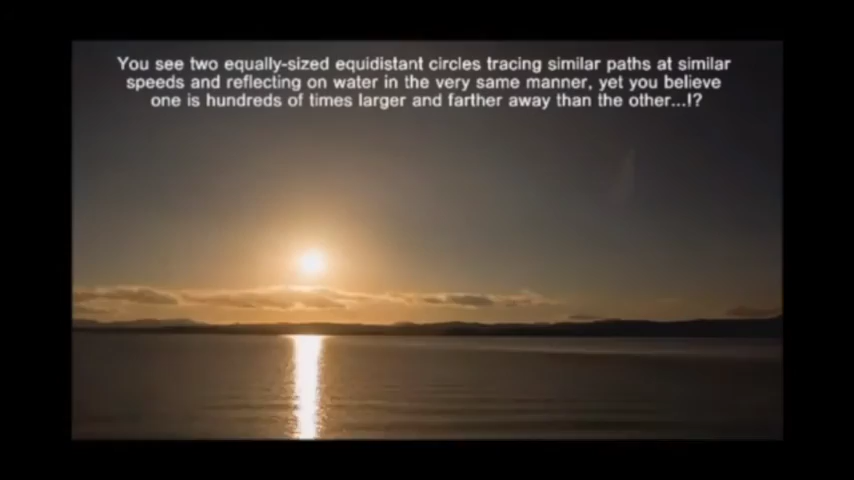 You see two equally-sized equidistant circles tracing similar paths at similar
speeds and reflecting on water in the very same manner, yet you believe
one is hundreds of times larger and farther away than the other...!?